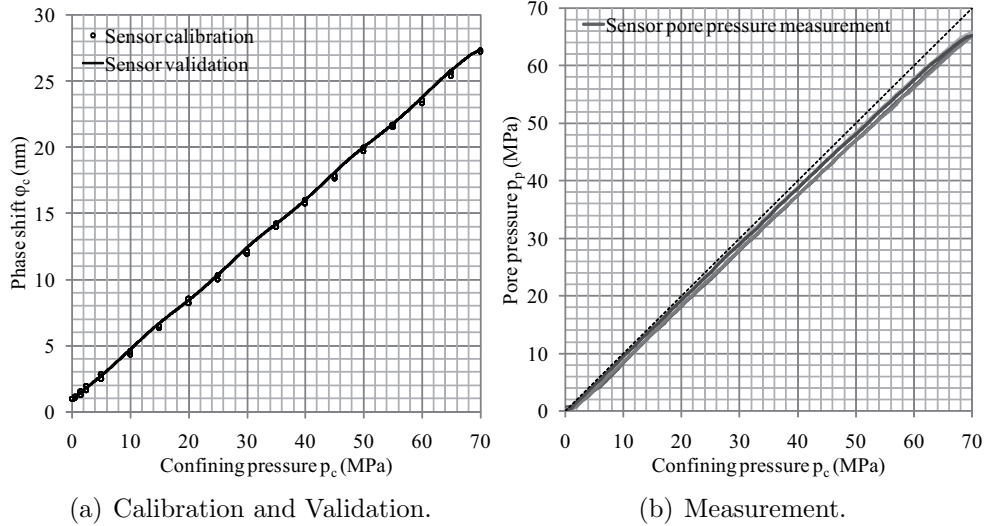 Sensor calibration
Sensor validation
30
25
20
15
10
5
0
Phase shift φc (nm)
0 10 20 30 40 50 60 70
Confining pressure pc (MPa)
(a) Calibration and Validation.
Sensor pore pressure measurement
70
60
50
40
30
20
10
0
Pore pressure pp (MPa)
0 10 20 30 40 50 60 70
Confining pressure pc (MPa)
(b) Measurement.